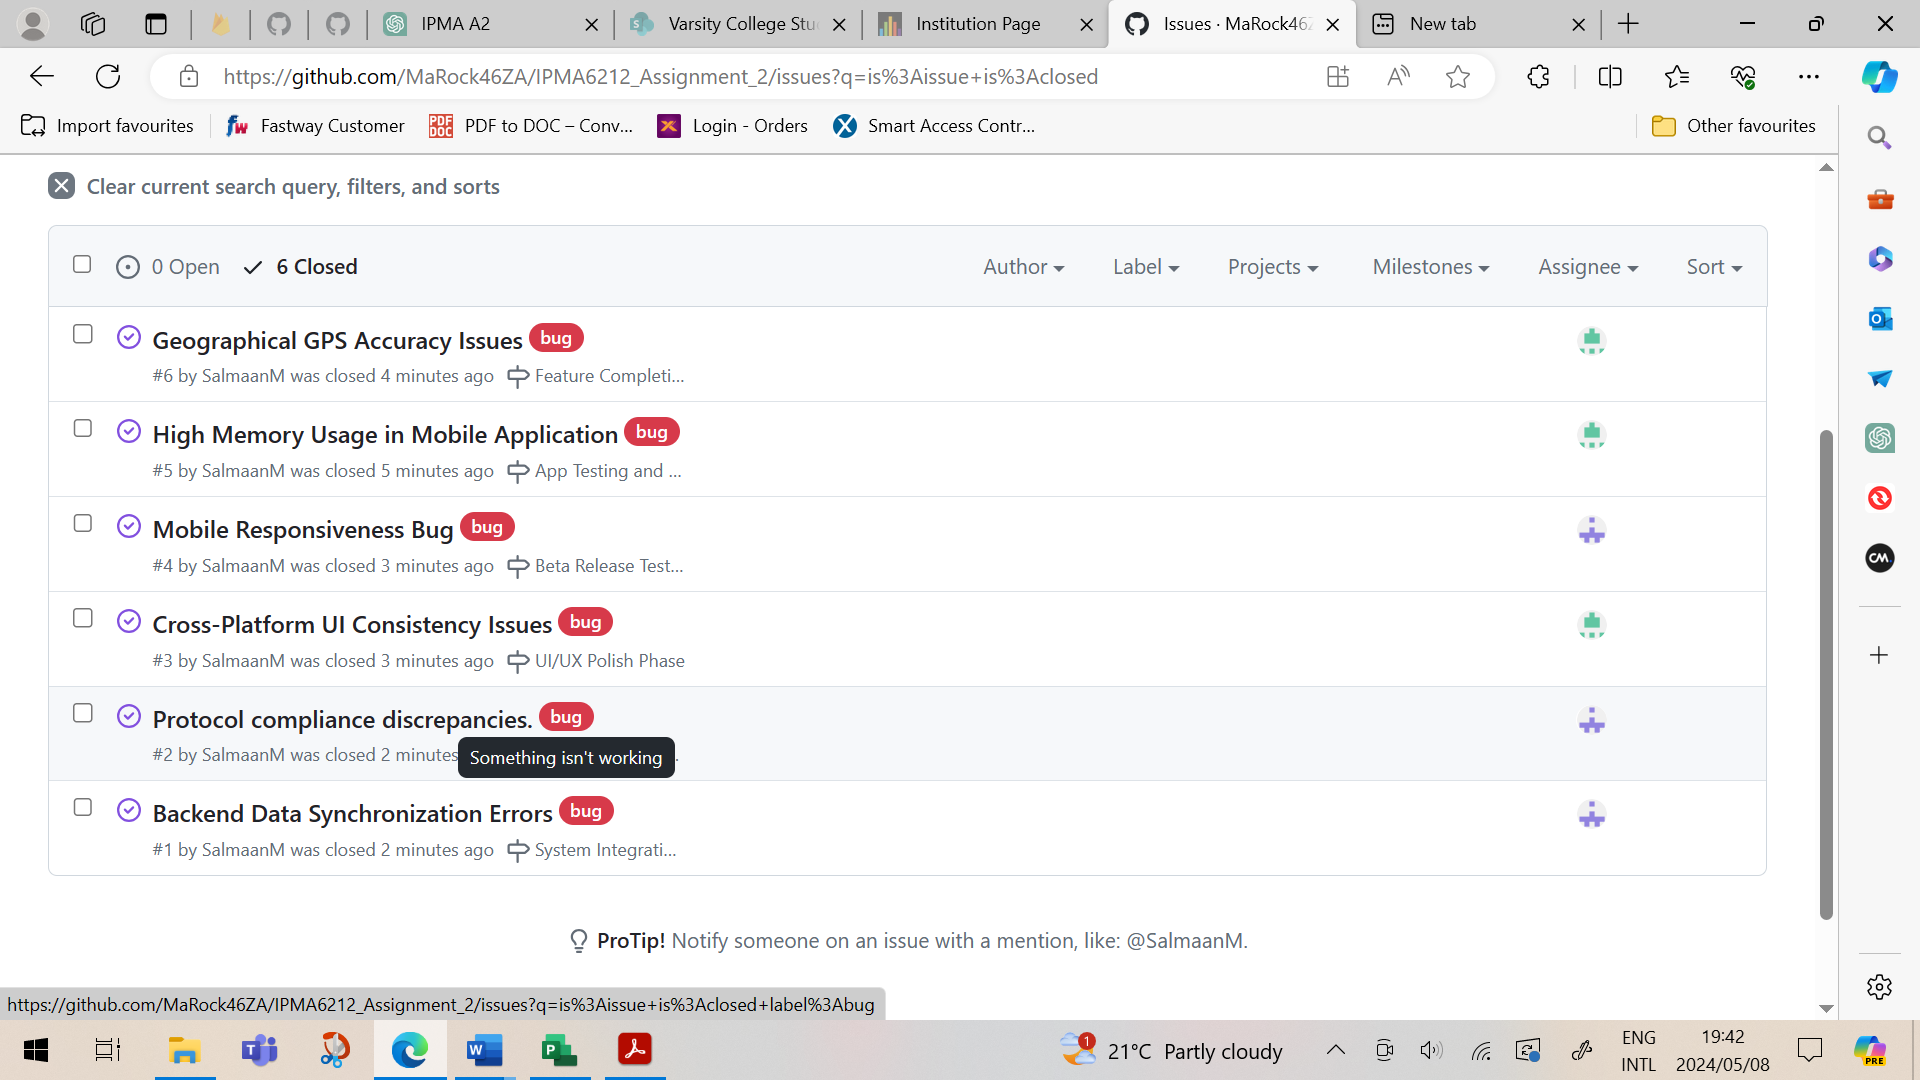 IPMA A2
Varsity College Stu
Institution Page
Issues · MaRock46Z
New tab
https://github.com/MaRock46ZA/IPMA6212_Assignment_2/issues?q=is%3Aissue+is%3Aclosed
Import favourites
Fastway Customer
PDF to DOC – Conv...
Login - Orders
Smart Access Contr...
Other favourites
Clear current search query, filters, and sorts
0 Open
6 Closed
Author
Label
Projects
Milestones
Assignee
Sort
Geographical GPS Accuracy Issues bug
#6 by SalmaanM was closed 4 minutes ago Feature Completi...
High Memory Usage in Mobile Application bug
#5 by SalmaanM was closed 5 minutes ago App Testing and ...
Mobile Responsiveness Bug bug
#4 by SalmaanM was closed 3 minutes ago Beta Release Test...
Cross-Platform UI Consistency Issues bug
#3 by SalmaanM was closed 3 minutes ago UI/UX Polish Phase
Protocol compliance discrepancies. bug
#2 by SalmaanM was closed 2 minutes
Something isn't working
Backend Data Synchronization Errors bug
#1 by SalmaanM was closed 2 minutes ago System Integrati...
ProTip! Notify someone on an issue with a mention, like: @SalmaanM.
https://github.com/MaRock46ZA/IPMA6212_Assignment_2/issues?q=is%3Aissue+is%3Aclosed+label%3Abug
1
21°C Partly cloudy
ENG
INTL
19:42
2024/05/08
PRE